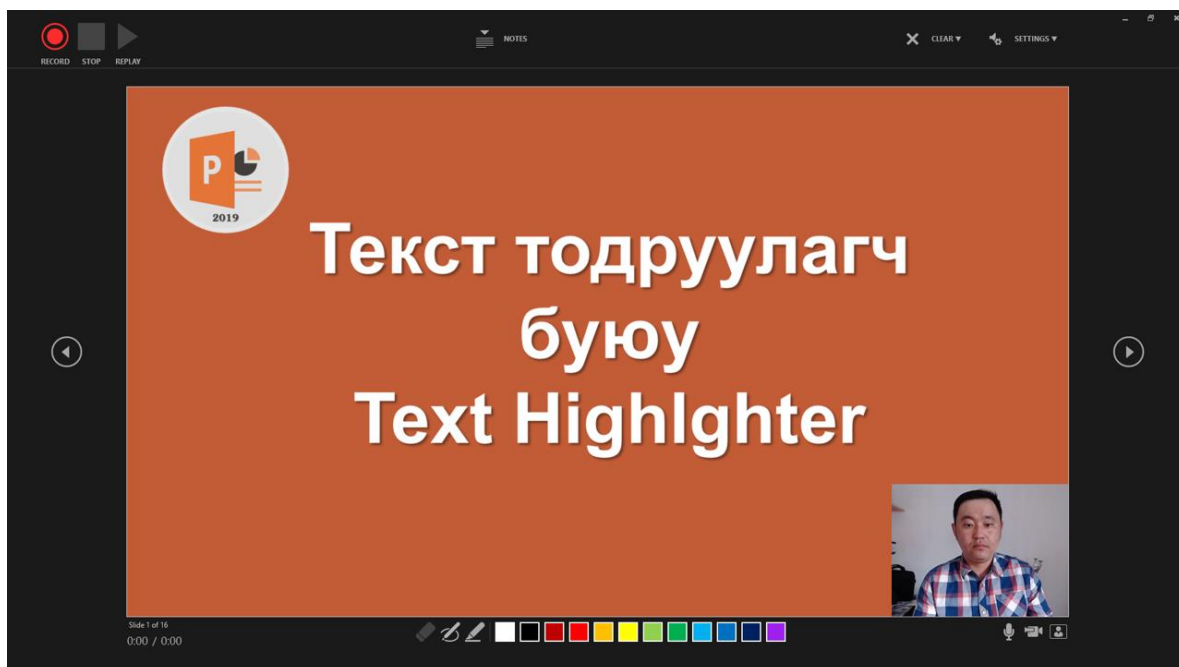 RECORD STOP REPLAY
NOTES
CLEAR
SETTINGS
P
2019
Текст тодруулагч
буюу
Text Highlghter
Slide 1 of 16
0:00 / 0:00